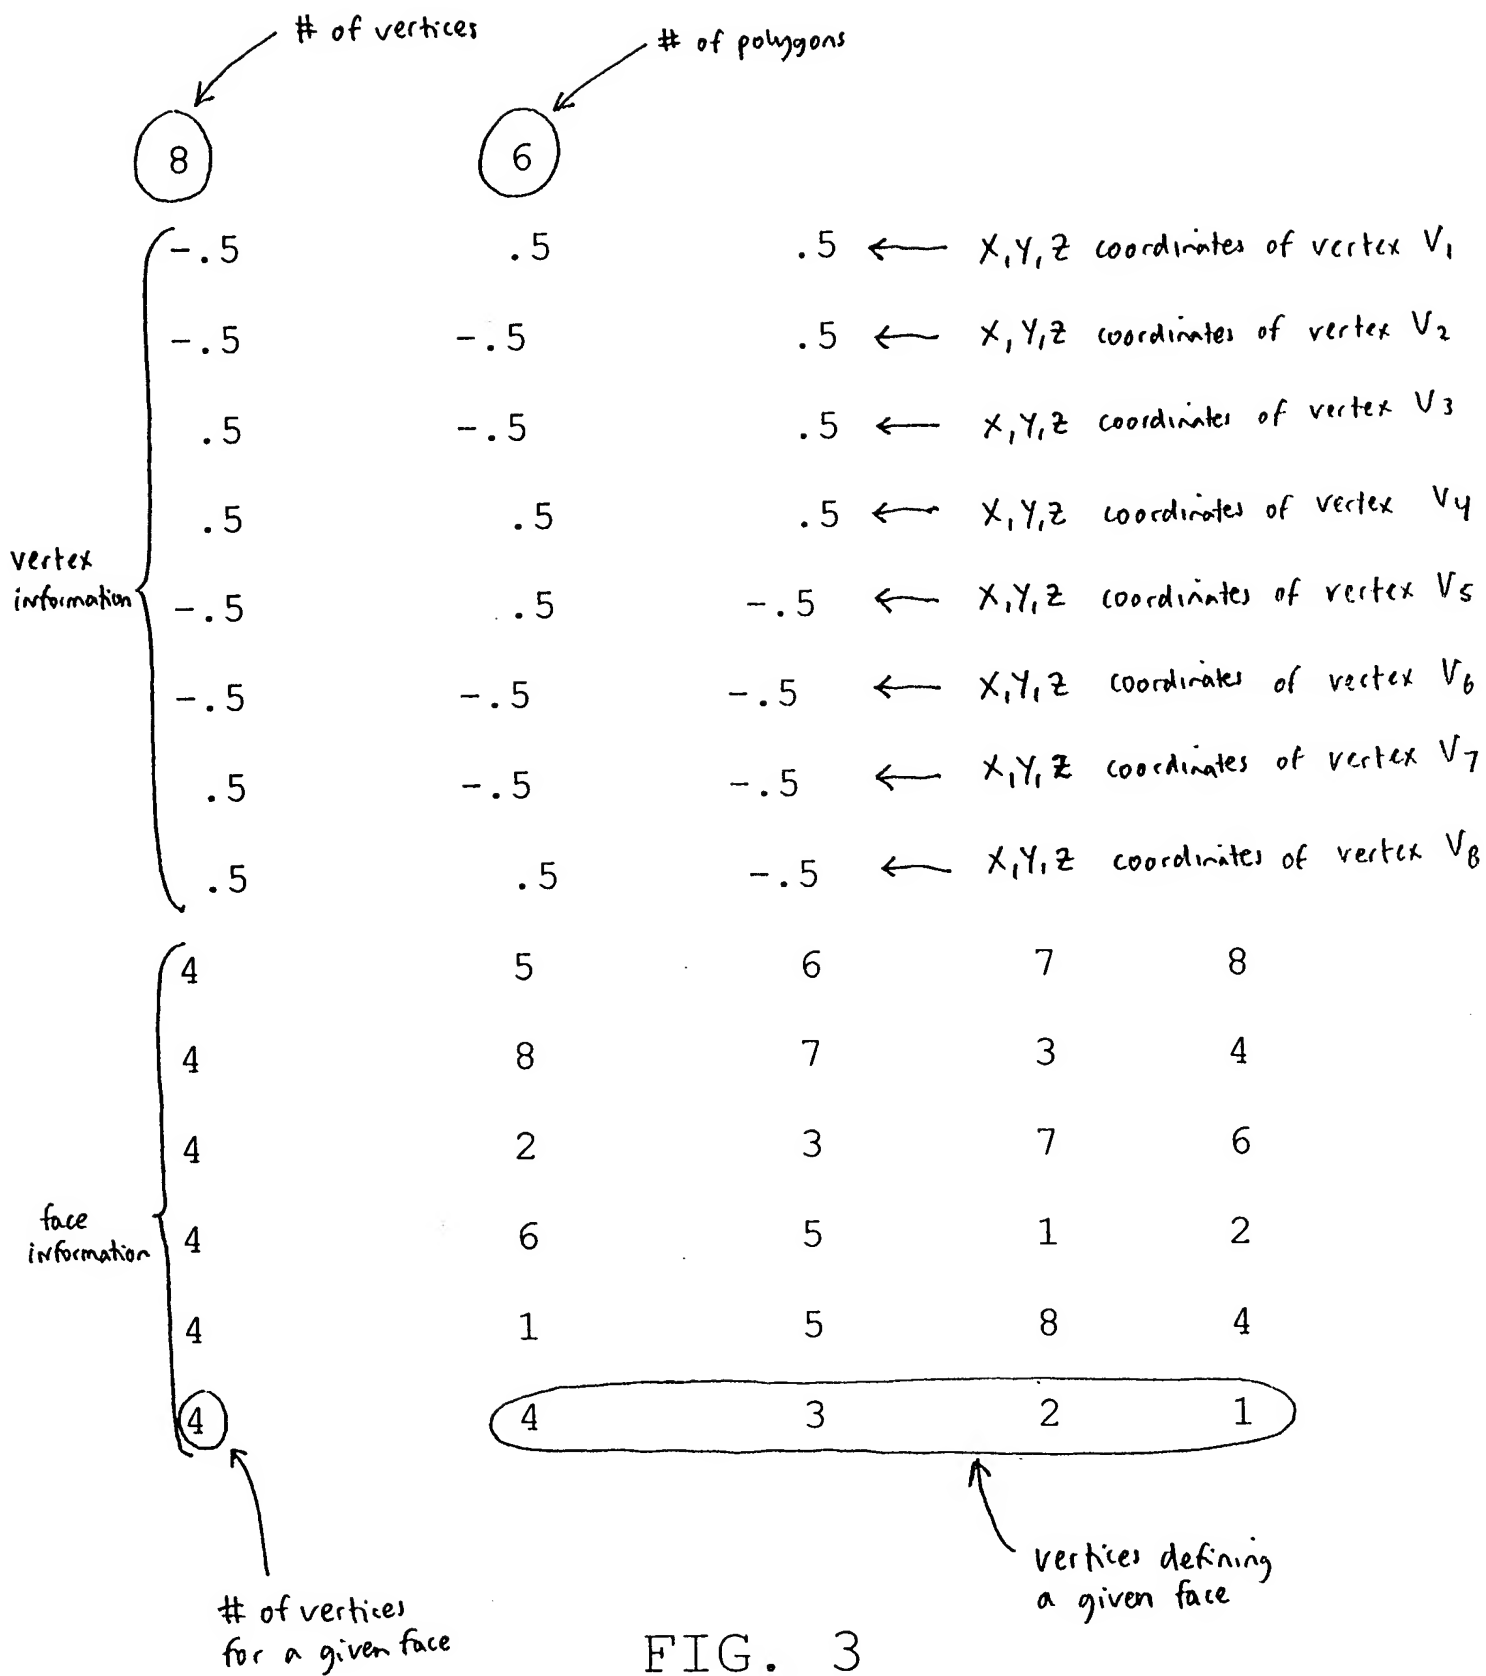 # of vertices
# of polygons
8 6
-.5 .5 .5 ← X,Y,Z coordinates of vertex V1
-.5 -.5 .5 ← X,Y,Z coordinates of vertex V2
.5 -.5 .5 ← X,Y,Z coordinates of vertex V3
.5 .5 .5 ← X,Y,Z coordinates of vertex V4
vertex
information
-.5 .5 -.5 ← X,Y,Z coordinates of vertex V5
-.5 -.5 -.5 ← X,Y,Z coordinates of vertex V6
.5 -.5 -.5 ← X,Y,Z coordinates of vertex V7
.5 .5 -.5 ← X,Y,Z coordinates of vertex V8
4 5 6 7 8
4 8 7 3 4
4 2 3 7 6
face
information
4 6 5 1 2
4 1 5 8 4
4 4 3 2 1
vertices defining
a given face
# of vertices
for a given face
FIG. 3